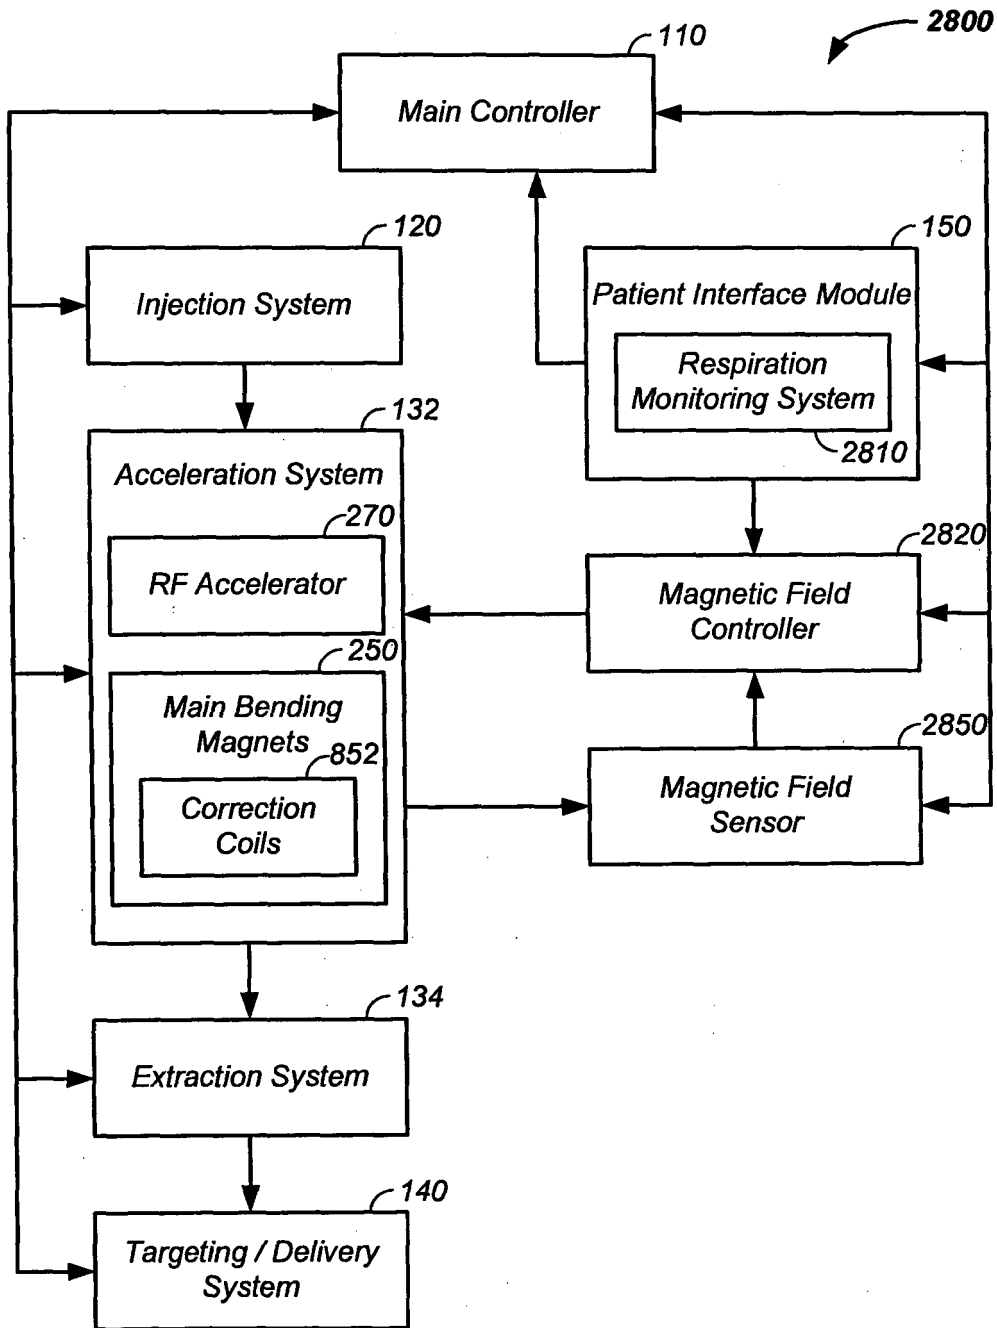 2800
110
Main Controller
120
Injection System
150
Patient Interface Module
Respiration
Monitoring System
2810
132
Acceleration System
270
RF Accelerator
250
Main Bending
Magnets
852
Correction
Coils
2820
Magnetic Field
Controller
2850
Magnetic Field
Sensor
134
Extraction System
140
Targeting / Delivery
System